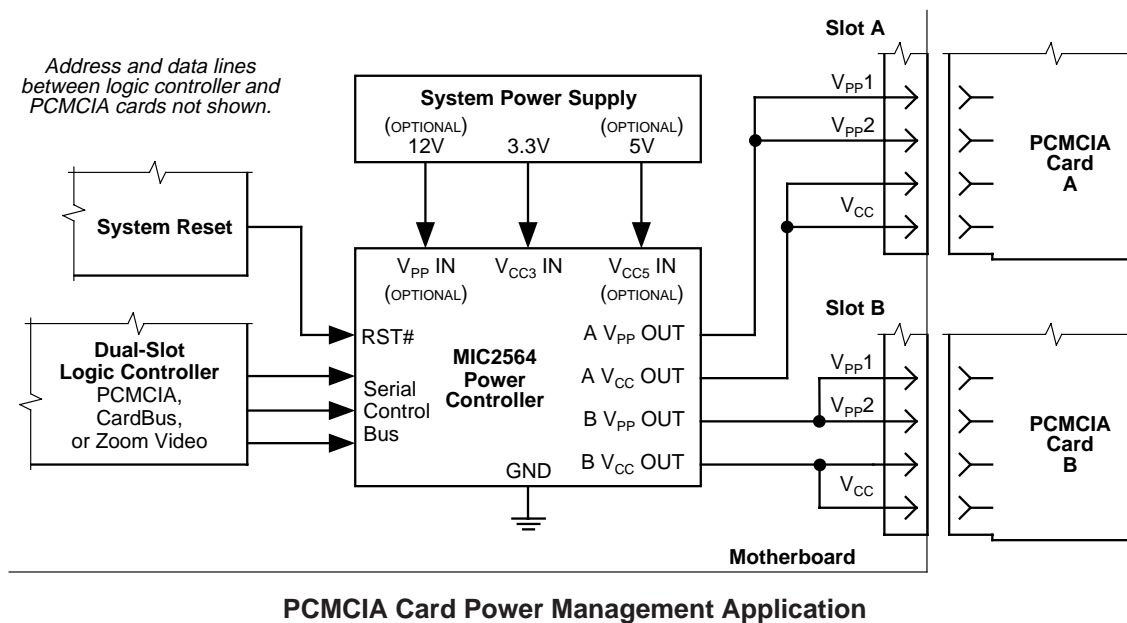 Address and data lines
between logic controller and
PCMCIA cards not shown.
System Power Supply
(OPTIONAL)
12V
3.3V
(OPTIONAL)
5V
System Reset
Dual-Slot
Logic Controller
PCMCIA,
CardBus,
or Zoom Video
VPP IN
(OPTIONAL)
VCC3 IN
VCC5 IN
(OPTIONAL)
RST#
Serial
Control
Bus
MIC2564
Power
Controller
A VPP OUT
A VCC OUT
B VPP OUT
B VCC OUT
GND
Slot A
VPP1
VPP2
VCC
PCMCIA
Card
A
Slot B
VPP1
VPP2
VCC
PCMCIA
Card
B
Motherboard
PCMCIA Card Power Management Application